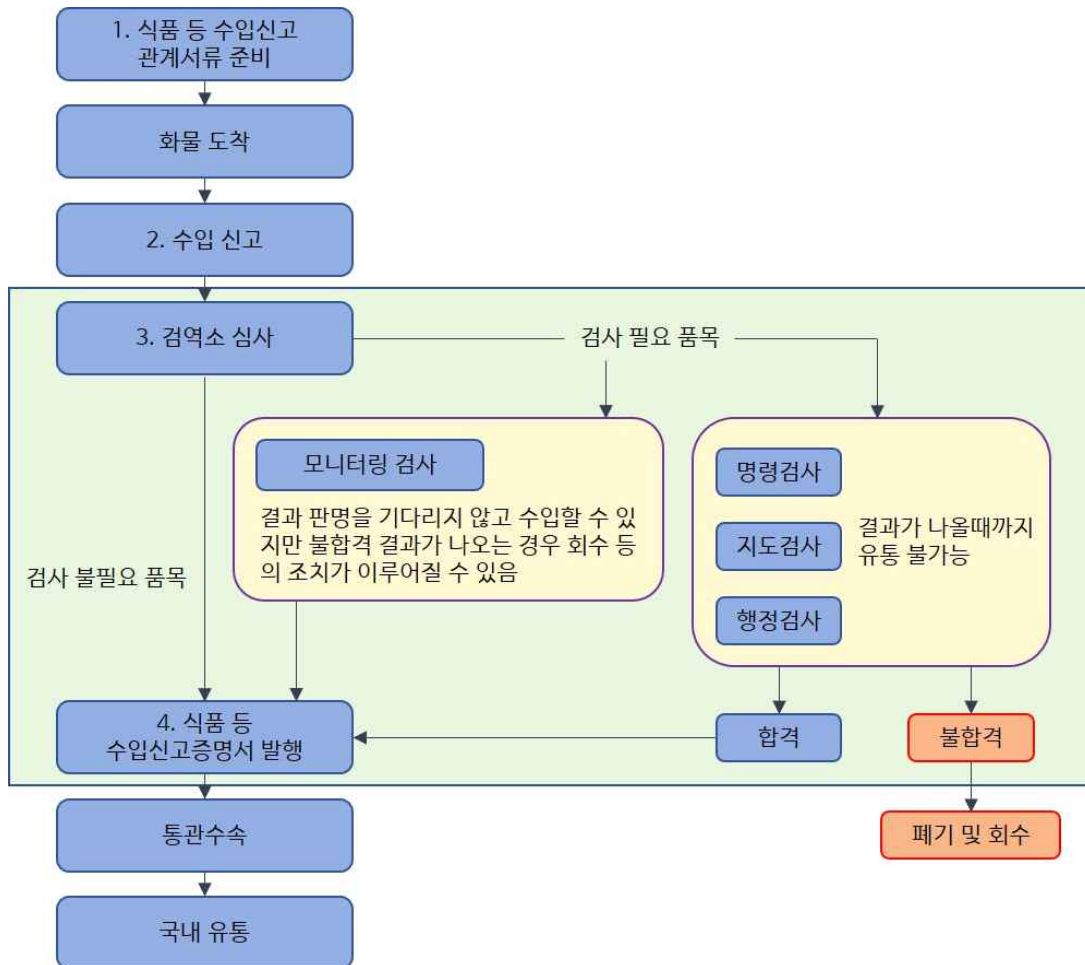 1. 식품 등 수입신고
관계서류 준비
화물 도착
2. 수입 신고
3. 검역소 심사
검사 필요 품목
모니터링 검사
결과 판명을 기다리지 않고 수입할 수 있
지만 불합격 결과가 나오는 경우 회수 등
의 조치가 이루어질 수 있음
명령검사
지도검사
행정검사
결과가 나올때까지
유통 불가능
검사 불필요 품목
4. 식품 등
수입신고증명서 발행
합격
불합격
통관수속
폐기 및 회수
국내 유통